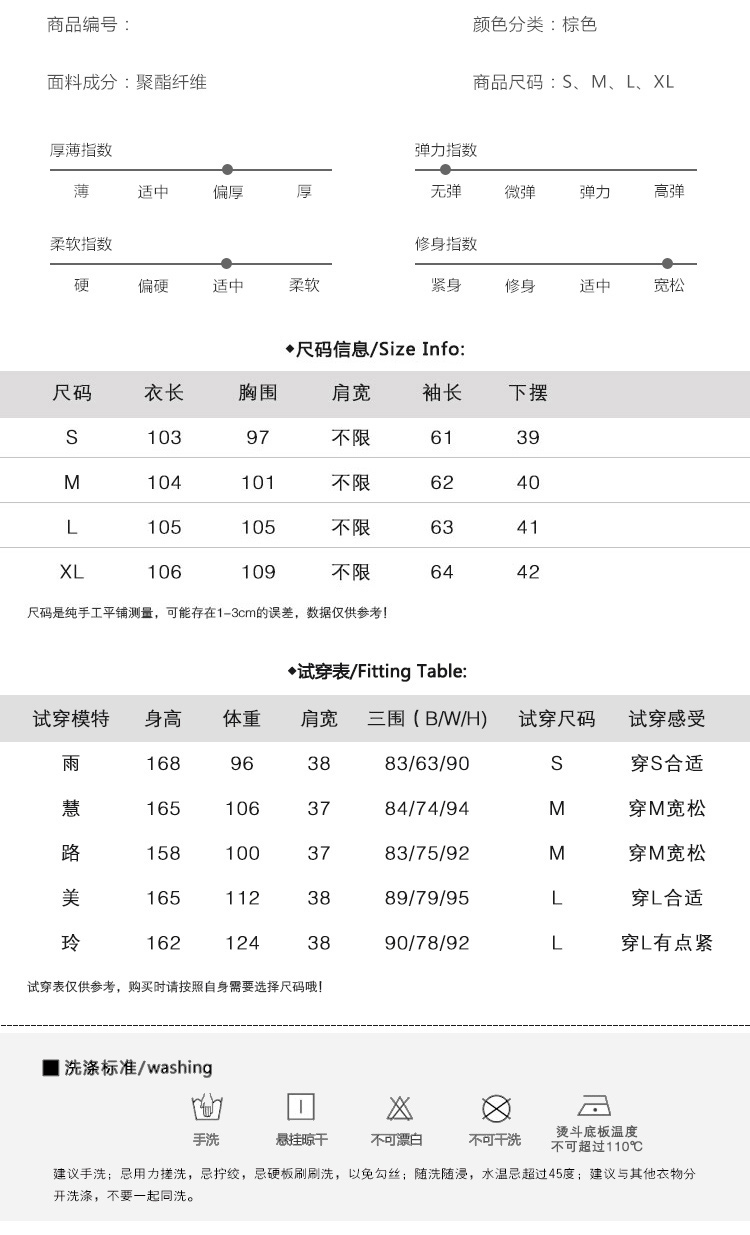 商品编号：
颜色分类：棕色
面料成分：聚酯纤维
商品尺码：S、M、L、XL
厚薄指数
薄 适中 偏厚 厚
弹力指数
无弹 微弹 弹力 高弹
柔软指数
硬 偏硬 适中 柔软
修身指数
紧身 修身 适中 宽松
◆尺码信息/Size Info:
尺码 衣长 胸围 肩宽 袖长 下摆
S 103 97 不限 61 39
M 104 101 不限 62 40
L 105 105 不限 63 41
XL 106 109 不限 64 42
尺码是纯手工平铺测量，可能存在1-3cm的误差，数据仅供参考！
◆试穿表/Fitting Table:
试穿模特 身高 体重 肩宽 三围（B/W/H） 试穿尺码 试穿感受
雨 168 96 38 83/63/90 S 穿S合适
慧 165 106 37 84/74/94 M 穿M宽松
路 158 100 37 83/75/92 M 穿M宽松
美 165 112 38 89/79/95 L 穿L合适
玲 162 124 38 90/78/92 L 穿L有点紧
试穿表仅供参考，购买时请按照自身需要选择尺码哦！
■洗涤标准/washing
手洗 悬挂晾干 不可漂白 不可干洗 熨斗底板温度
不可超过110℃
建议手洗；忌用力搓洗，忌拧绞，忌硬板刷刷洗，以免勾丝；随洗随浸，水温忌超过45度；建议与其他衣物分
开洗涤，不要一起同洗。